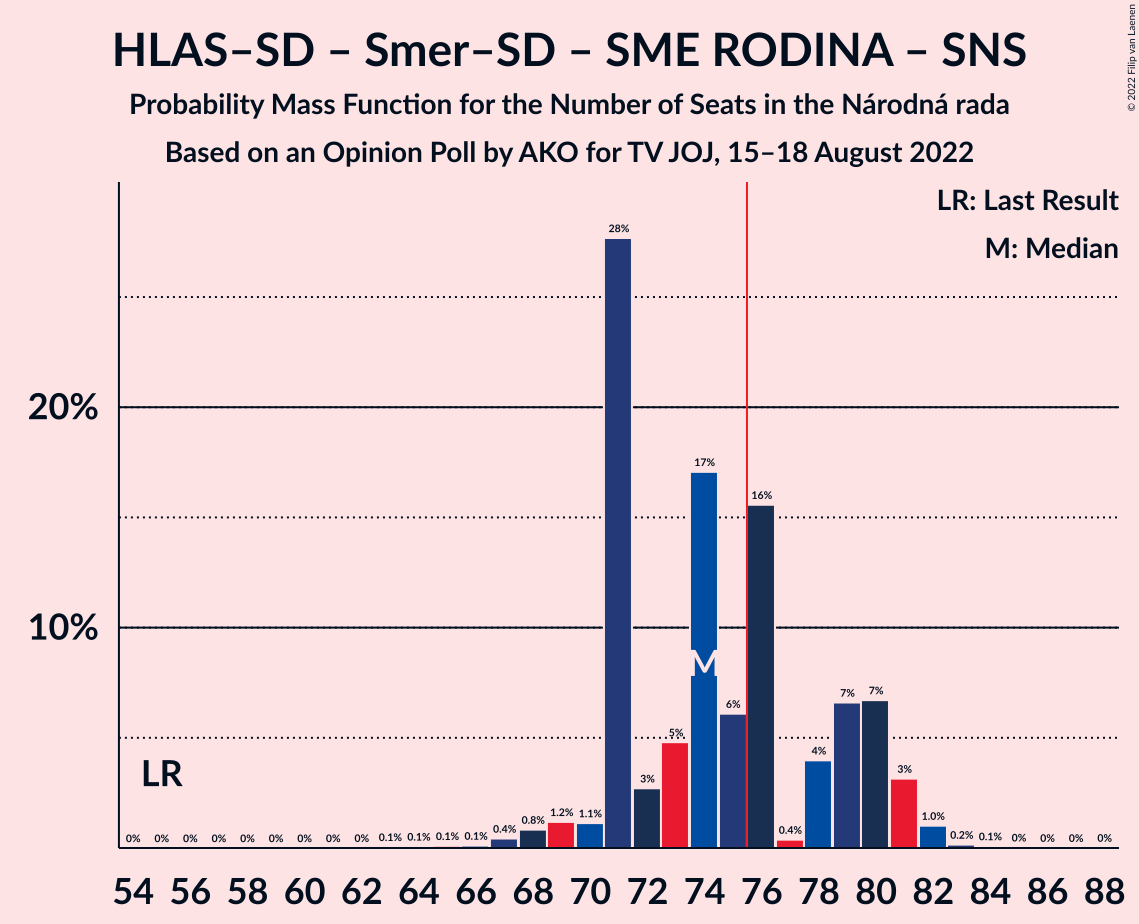 HLAS–SD – Smer–SD – SME RODINA – SNS
Probability Mass Function for the Number of Seats in the Národná rada
Based on an Opinion Poll by AKO for TV JOJ, 15–18 August 2022
© 2022 Filip van Laenen
LR: Last Result
M: Median
28%
20%
17%
16%
10%
M
7%
7%
6%
5%
4%
3%
3%
LR
0% 0% 0% 0% 0% 0% 0% 0% 0% 0.1% 0.1% 0.1% 0.1% 0.4% 0.8% 1.2% 1.1% 0.4% 1.0% 0.2% 0.1% 0% 0% 0% 0%
54 56 58 60 62 64 66 68 70 72 74 76 78 80 82 84 86 88